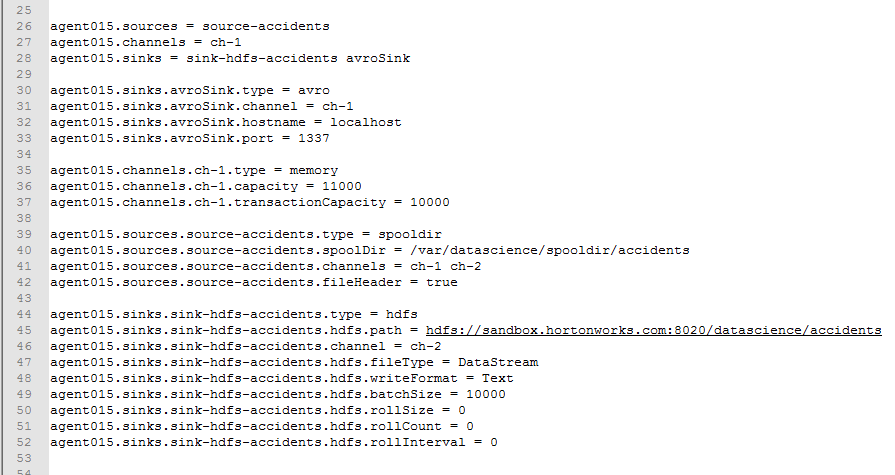 25
26 agent015.sources = source-accidents
27 agent015.channels = ch-1
28 agent015.sinks = sink-hdfs-accidents avroSink
29
30 agent015.sinks.avroSink.type = avro
31 agent015.sinks.avroSink.channel = ch-1
32 agent015.sinks.avroSink.hostname = localhost
33 agent015.sinks.avroSink.port = 1337
34
35 agent015.channels.ch-1.type = memory
36 agent015.channels.ch-1.capacity = 11000
37 agent015.channels.ch-1.transactionCapacity = 10000
38
39 agent015.sources.source-accidents.type = spooldir
40 agent015.sources.source-accidents.spoolDir = /var/datascience/spooldir/accidents
41 agent015.sources.source-accidents.channels = ch-1 ch-2
42 agent015.sources.source-accidents.fileHeader = true
43
44 agent015.sinks.sink-hdfs-accidents.type = hdfs
45 agent015.sinks.sink-hdfs-accidents.hdfs.path = hdfs://sandbox.hortonworks.com:8020/datascience/accidents
46 agent015.sinks.sink-hdfs-accidents.channel = ch-2
47 agent015.sinks.sink-hdfs-accidents.hdfs.fileType = DataStream
48 agent015.sinks.sink-hdfs-accidents.hdfs.writeFormat = Text
49 agent015.sinks.sink-hdfs-accidents.hdfs.batchSize = 10000
50 agent015.sinks.sink-hdfs-accidents.hdfs.rollSize = 0
51 agent015.sinks.sink-hdfs-accidents.hdfs.rollCount = 0
52 agent015.sinks.sink-hdfs-accidents.hdfs.rollInterval = 0
53
54